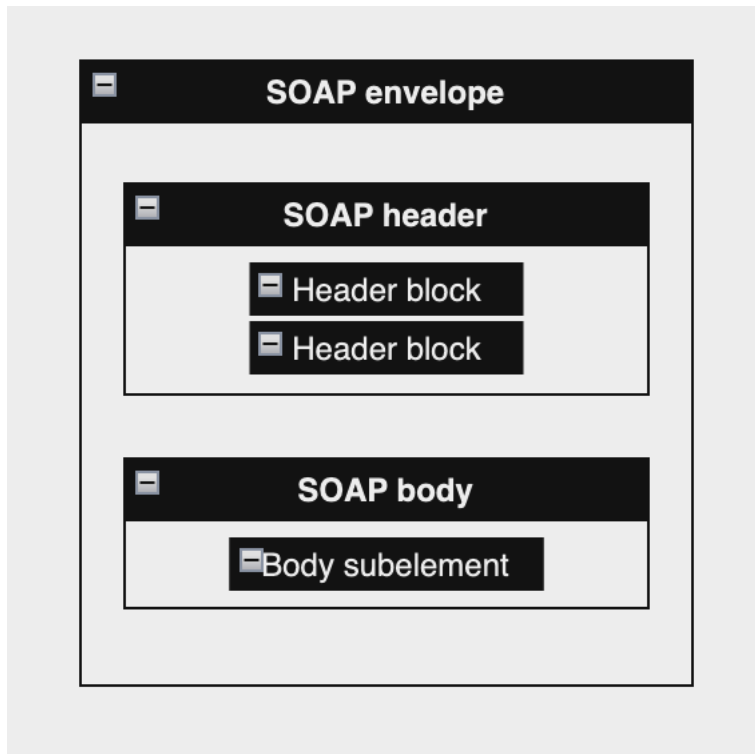 SOAP envelope
SOAP header
Header block
Header block
SOAP body
Body subelement